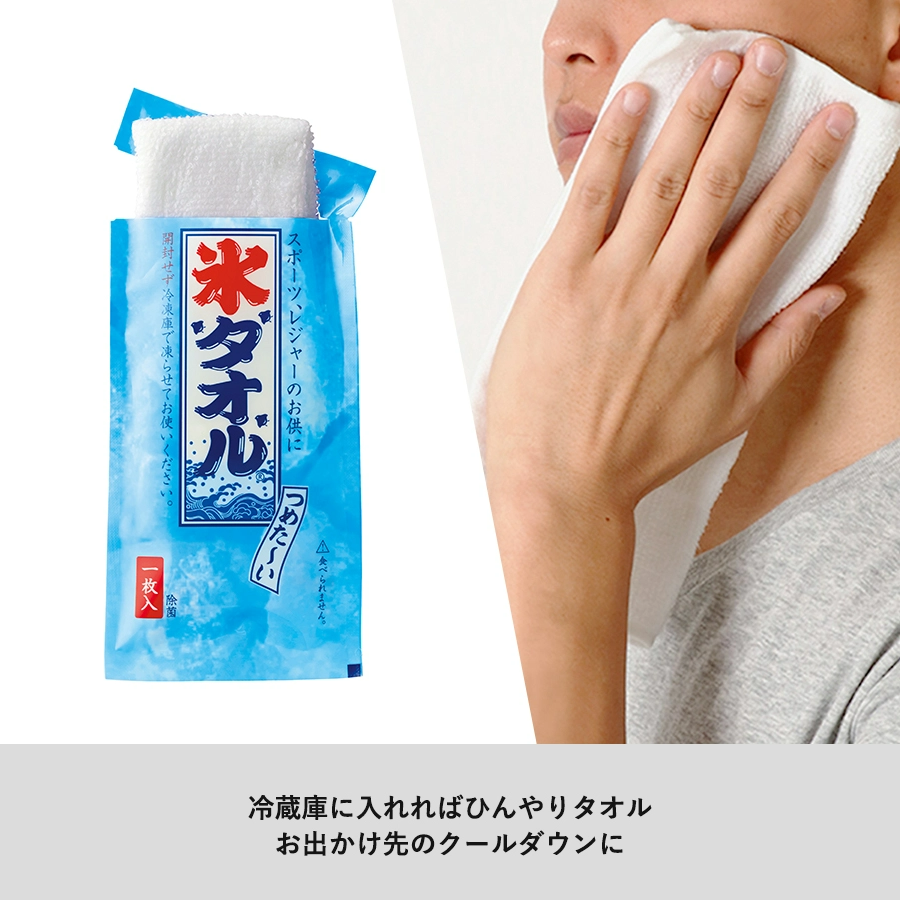 スポーツ、レジャーのお供に
氷タオル
開封せず冷凍庫で凍らせてお使いください。
つめた〜い
⚠食べられません。
一枚入
除菌
冷蔵庫に入れればひんやりタオル
お出かけ先のクールダウンに